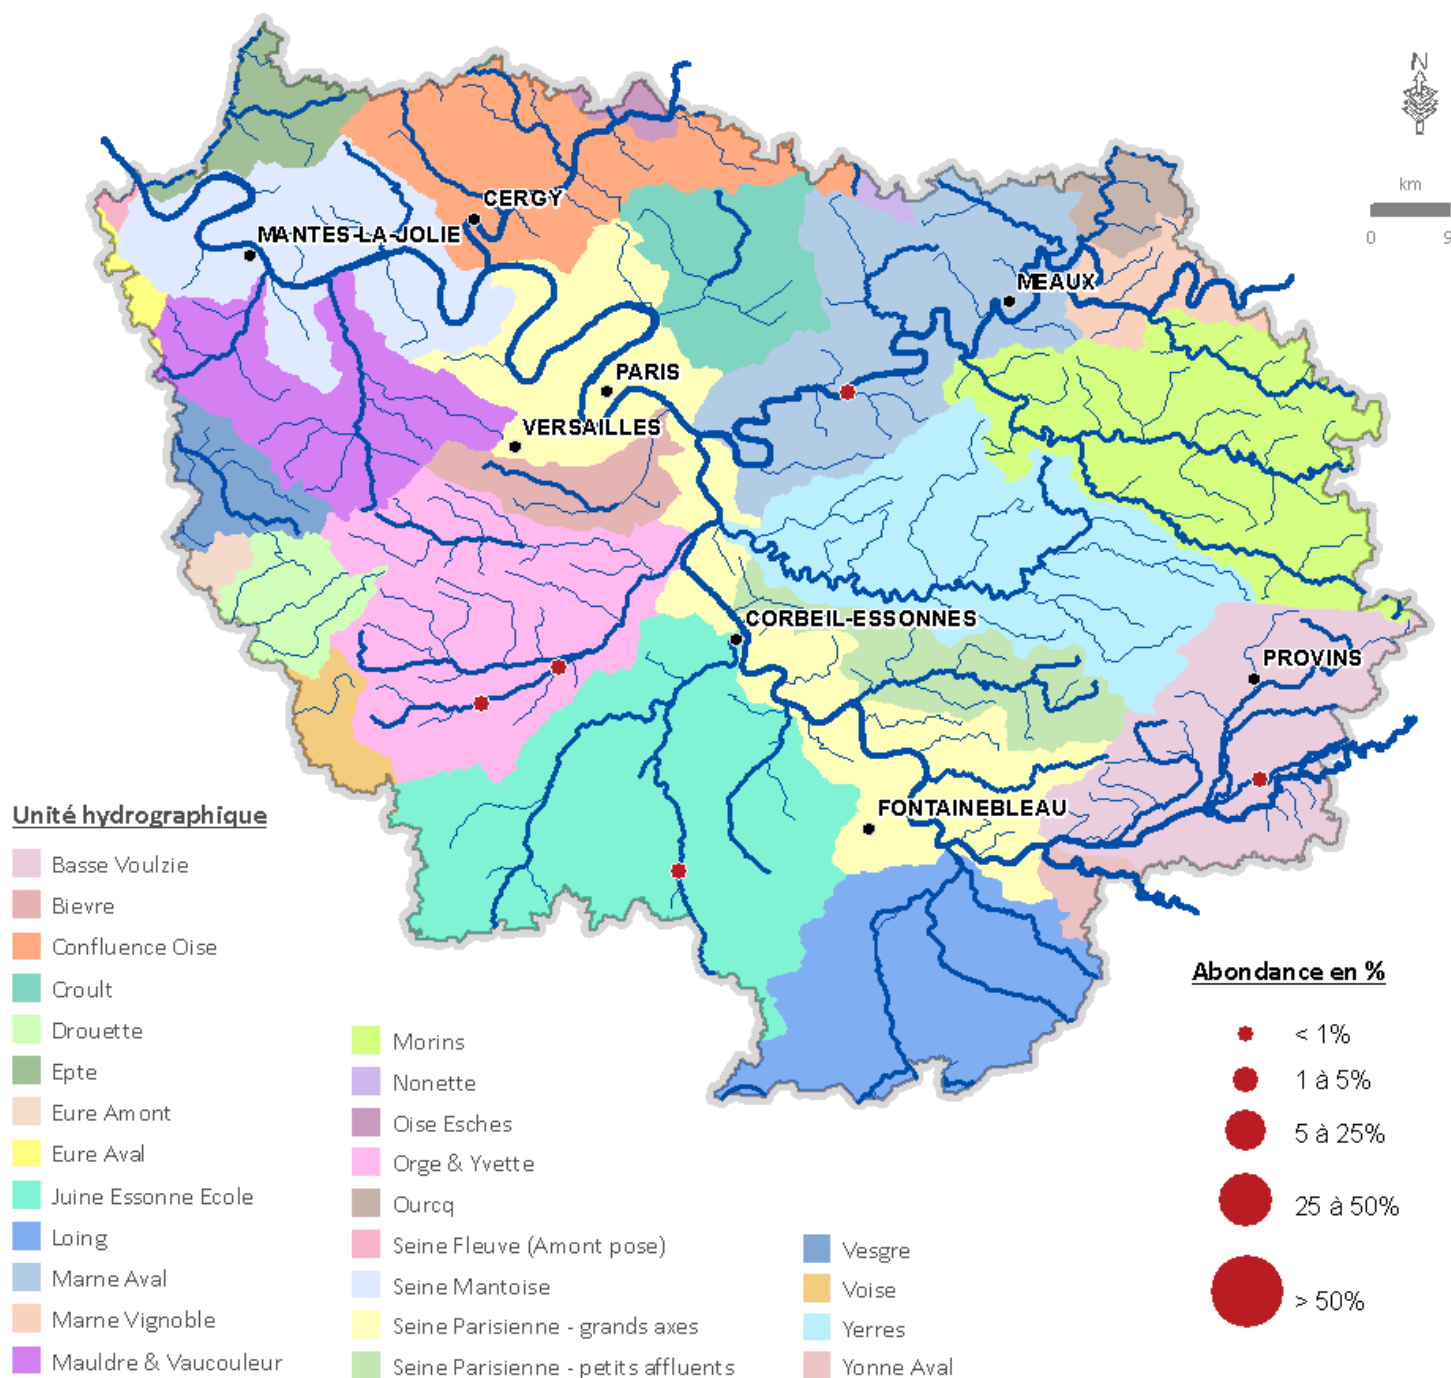 N
km
0 9
CERGY
MANTES-LA-JOLIE
MEAUX
PARIS
VERSAILLES
CORBEIL-ESSONNES
PROVINS
FONTAINEBLEAU
Unité hydrographique
Basse Voulzie
Bievre
Confluence Oise
Croult
Drouette
Epte
Eure Amont
Eure Aval
Juine Essonne Ecole
Loing
Marne Aval
Marne Vignoble
Mauldre & Vaucouleur
Morins
Nonette
Oise Esches
Orge & Yvette
Ourcq
Seine Fleuve (Amont pose)
Seine Mantoise
Seine Parisienne - grands axes
Seine Parisienne - petits affluents
Vesgre
Voise
Yerres
Yonne Aval
Abondance en %
< 1%
1 à 5%
5 à 25%
25 à 50%
> 50%